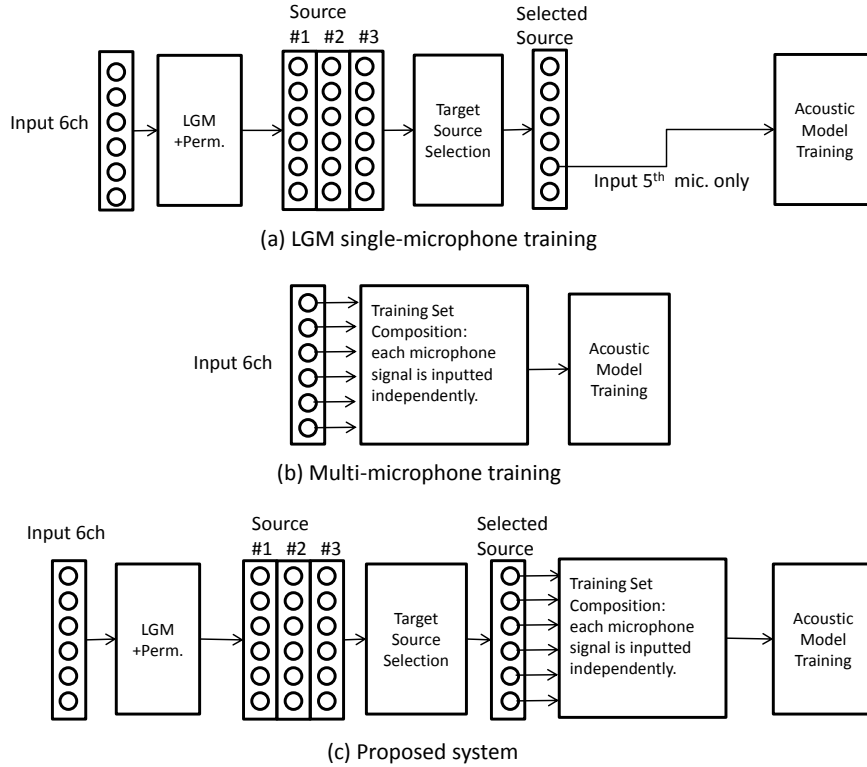 Source
#1 #2 #3
Selected
Source
Input 6ch
LGM
+Perm.
Target
Source
Selection
Acoustic
Model
Training
Input 5th mic. only
(a) LGM single-microphone training
Input 6ch
Training Set
Composition:
each microphone
signal is inputted
independently.
Acoustic
Model
Training
(b) Multi-microphone training
Input 6ch
Source
#1 #2 #3
Selected
Source
LGM
+Perm.
Target
Source
Selection
Training Set
Composition:
each microphone
signal is inputted
independently.
Acoustic
Model
Training
(c) Proposed system